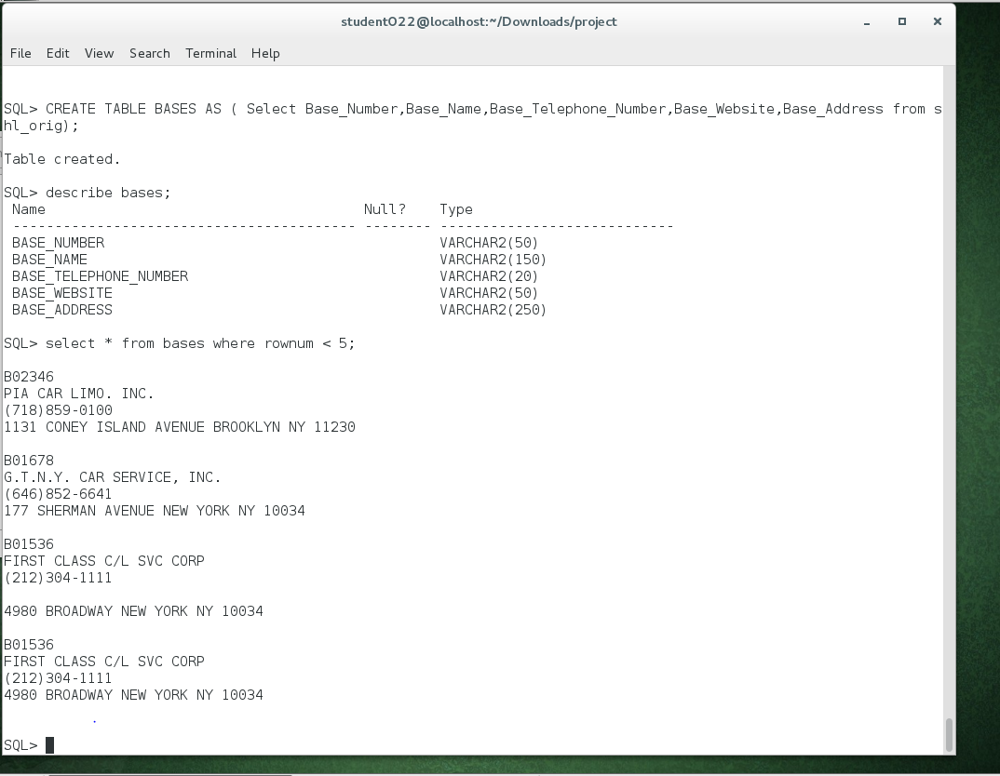 student022@localhost:~/Downloads/project
File Edit View Search Terminal Help
SQL> CREATE TABLE BASES AS ( Select Base_Number,Base_Name,Base_Telephone_Number,Base_Website,Base_Address from s
hl_orig);
Table created.
SQL> describe bases;
Name Null? Type
----------------------------------------- -------- ----------------------------
BASE_NUMBER VARCHAR2(50)
BASE_NAME VARCHAR2(150)
BASE_TELEPHONE_NUMBER VARCHAR2(20)
BASE_WEBSITE VARCHAR2(50)
BASE_ADDRESS VARCHAR2(250)
SQL> select * from bases where rownum < 5;
B02346
PIA CAR LIMO. INC.
(718)859-0100
1131 CONEY ISLAND AVENUE BROOKLYN NY 11230
B01678
G.T.N.Y. CAR SERVICE, INC.
(646)852-6641
177 SHERMAN AVENUE NEW YORK NY 10034
B01536
FIRST CLASS C/L SVC CORP
(212)304-1111
4980 BROADWAY NEW YORK NY 10034
B01536
FIRST CLASS C/L SVC CORP
(212)304-1111
4980 BROADWAY NEW YORK NY 10034
.
SQL>